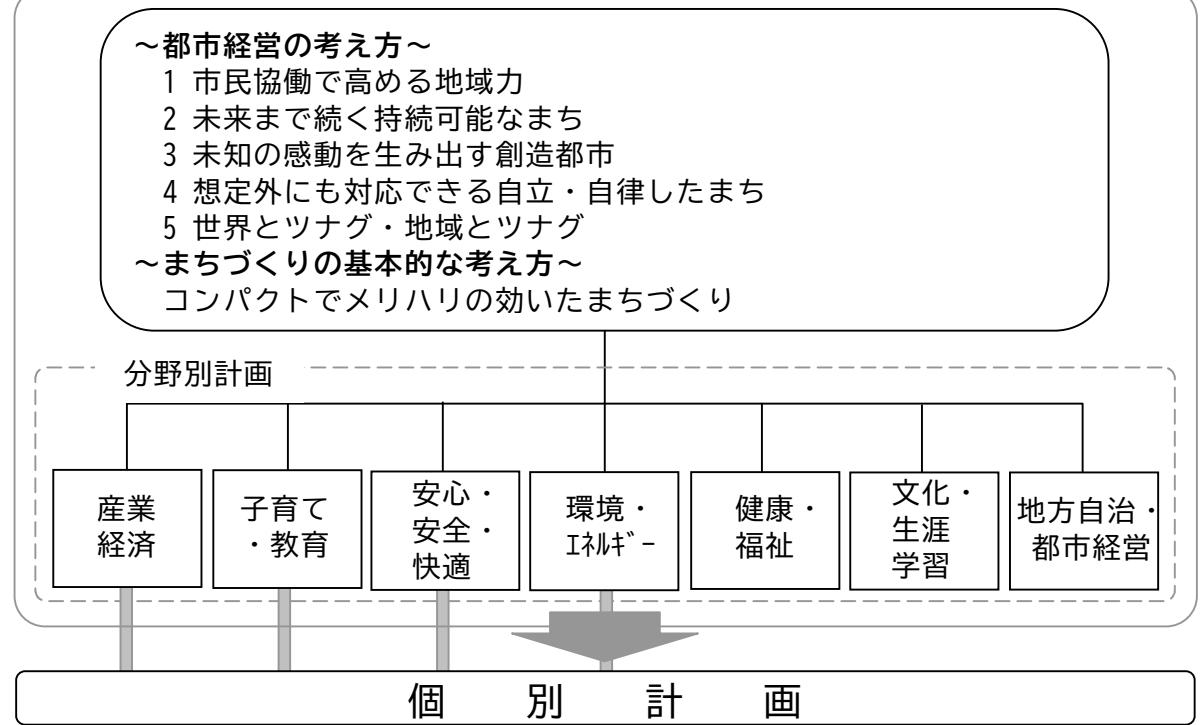 ～都市経営の考え方～
1 市民協働で高める地域力
2 未来まで続く持続可能なまち
3 未知の感動を生み出す創造都市
4 想定外にも対応できる自立・自律したまち
5 世界とツナグ・地域とツナグ
～まちづくりの基本的な考え方～
コンパクトでメリハリの効いたまちづくり
分野別計画
産業
経済
子育て
・教育
安心・
安全・
快適
環境・
ｴﾈﾙｷﾞｰ
健康・
福祉
文化・
生涯
学習
地方自治・
都市経営
個別計画